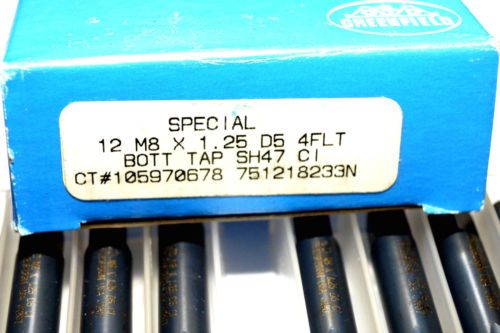 GREENFIELD
SPECIAL
12 M8 X 1.25 D5 4FLT
BOTT TAP SH47 CI
CT#105970678 751218233N